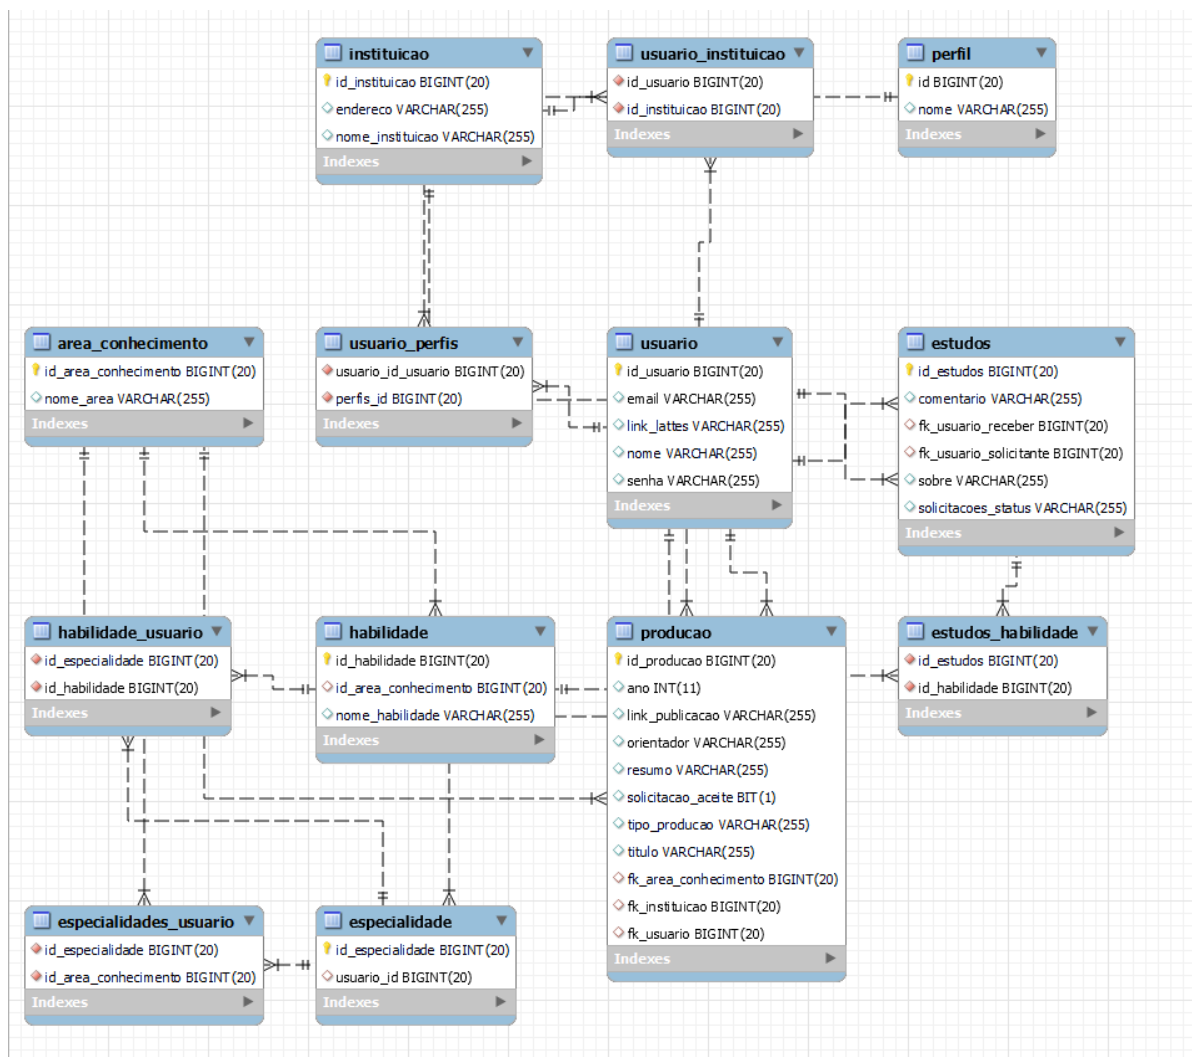 instituicao
id_instituicao BIGINT(20)
endereco VARCHAR(255)
nome_instituicao VARCHAR(255)
Indexes
usuario_instituicao
id_usuario BIGINT(20)
id_instituicao BIGINT(20)
Indexes
perfil
id BIGINT(20)
nome VARCHAR(255)
Indexes
area_conhecimento
id_area_conhecimento BIGINT(20)
nome_area VARCHAR(255)
Indexes
usuario_perfis
usuario_id_usuario BIGINT(20)
perfis_id BIGINT(20)
Indexes
usuario
id_usuario BIGINT(20)
email VARCHAR(255)
link_lattes VARCHAR(255)
nome VARCHAR(255)
senha VARCHAR(255)
Indexes
estudos
id_estudos BIGINT(20)
comentario VARCHAR(255)
fk_usuario_receber BIGINT(20)
fk_usuario_solicitante BIGINT(20)
sobre VARCHAR(255)
solicitacoes_status VARCHAR(255)
Indexes
habilidade_usuario
id_especialidade BIGINT(20)
id_habilidade BIGINT(20)
Indexes
habilidade
id_habilidade BIGINT(20)
id_area_conhecimento BIGINT(20)
nome_habilidade VARCHAR(255)
Indexes
producao
id_producao BIGINT(20)
ano INT(11)
link_publicacao VARCHAR(255)
orientador VARCHAR(255)
resumo VARCHAR(255)
solicitacao_aceite BIT(1)
tipo_producao VARCHAR(255)
titulo VARCHAR(255)
fk_area_conhecimento BIGINT(20)
fk_instituicao BIGINT(20)
fk_usuario BIGINT(20)
Indexes
estudos_habilidade
id_estudos BIGINT(20)
id_habilidade BIGINT(20)
Indexes
especialidades_usuario
id_especialidade BIGINT(20)
id_area_conhecimento BIGINT(20)
Indexes
especialidade
id_especialidade BIGINT(20)
usuario_id BIGINT(20)
Indexes